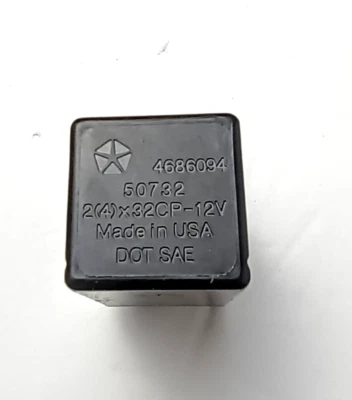 4686094
50732
2(4)x32CP-12V
Made in USA
DOT SAE